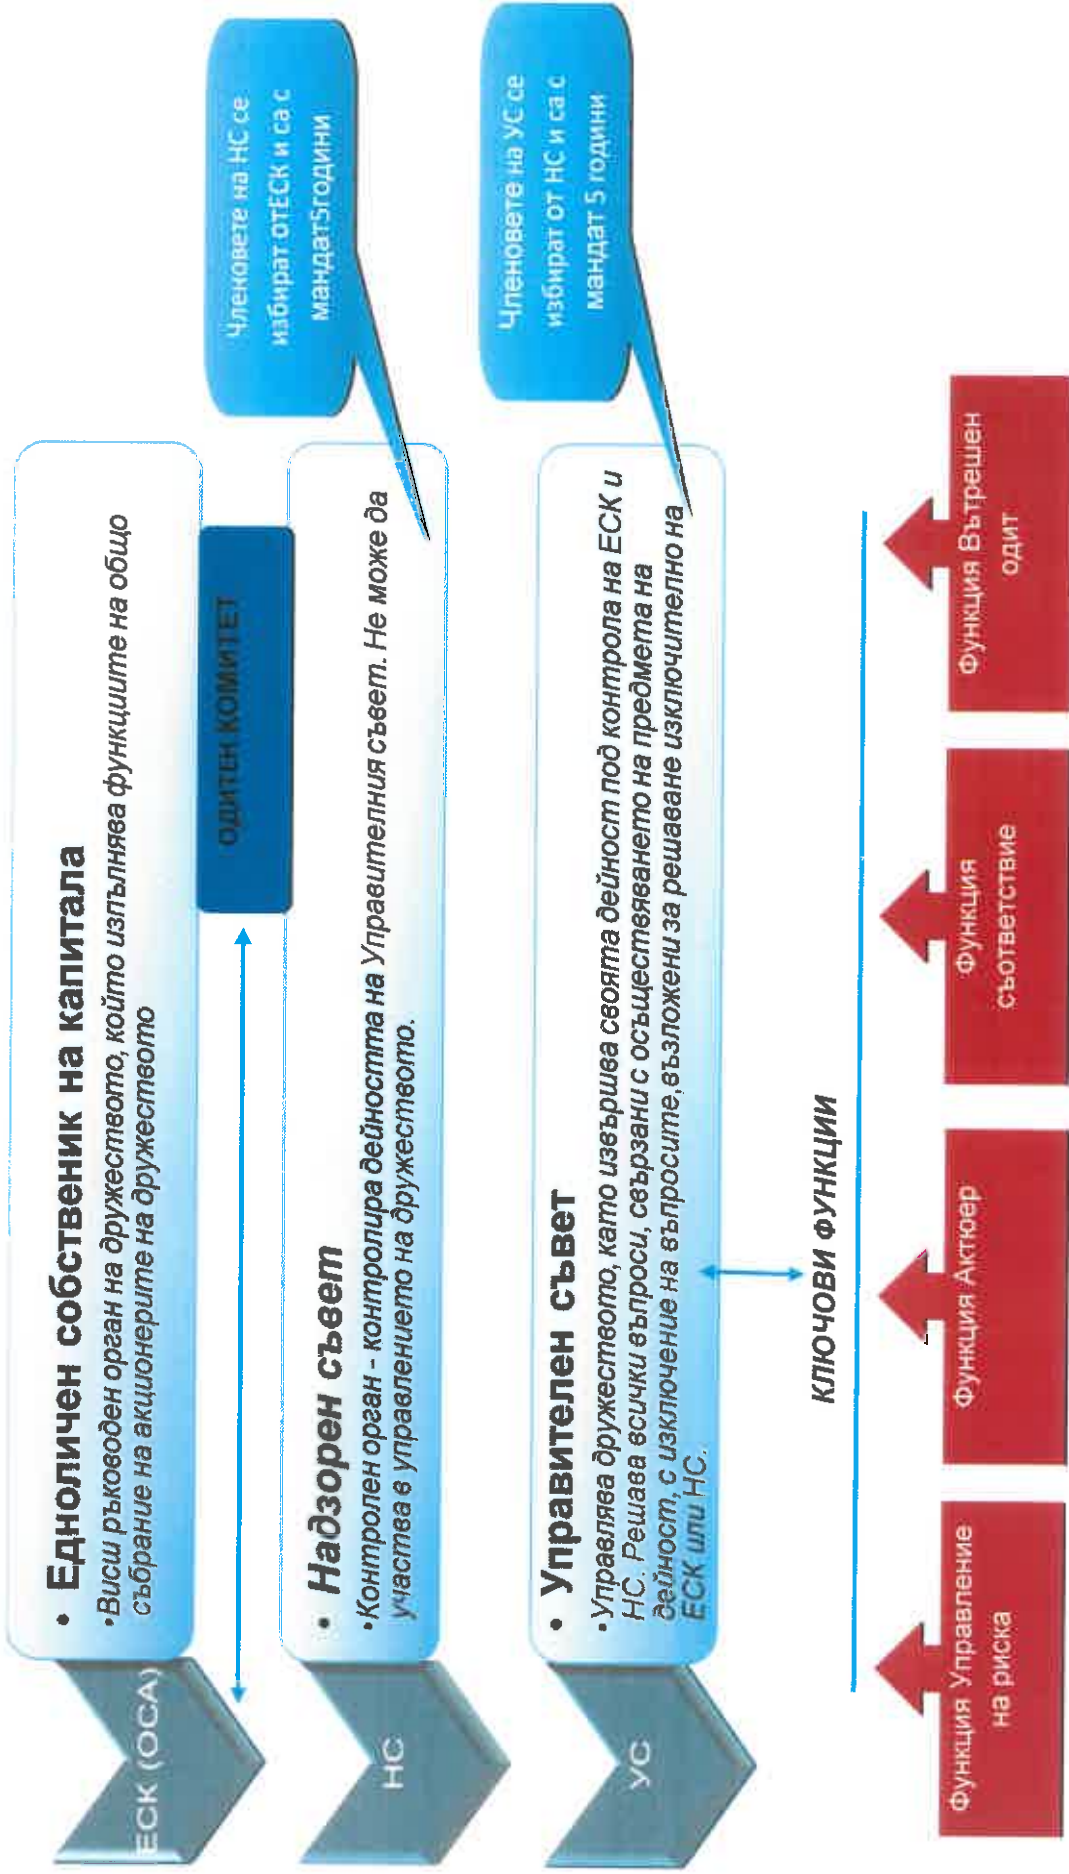 ЕСК (ОСА)
• Едноличен собственик на капитала
•Висш ръководен орган на дружеството, който изпълнява функциите на общо
събрание на акционерите на дружеството
ОДИТЕН КОМИТЕТ
НС
• Надзорен съвет
•Контролен орган - контролира дейността на Управителния съвет. Не може да
участва в управлението на дружеството.
Членовете на НС се
избират отЕСК и са с
мандат5години
УС
• Управителен съвет
•Управлява дружеството, като извършва своята дейност под контрола на ЕСК и
НС. Решава всички въпроси, свързани с осъществяването на предмета на
дейност, с изключение на въпросите,възложени за решаване изключително на
ЕСК или НС.
Членовете на УС се
избират от НС и са с
мандат 5 години
КЛЮЧОВИ ФУНКЦИИ
Функция Управление
на риска
Функция Актюер
Функция
съответствие
Функция Вътрешен
одит